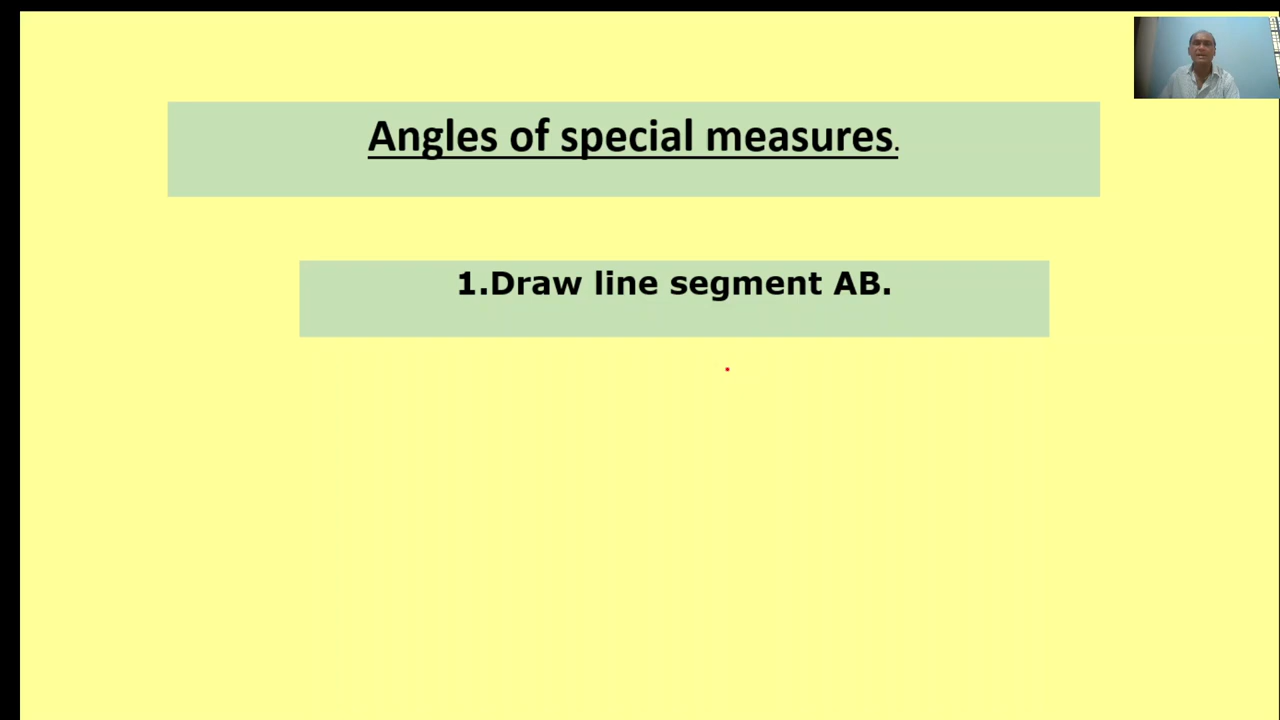 Angles of special measures.
1.Draw line segment AB.